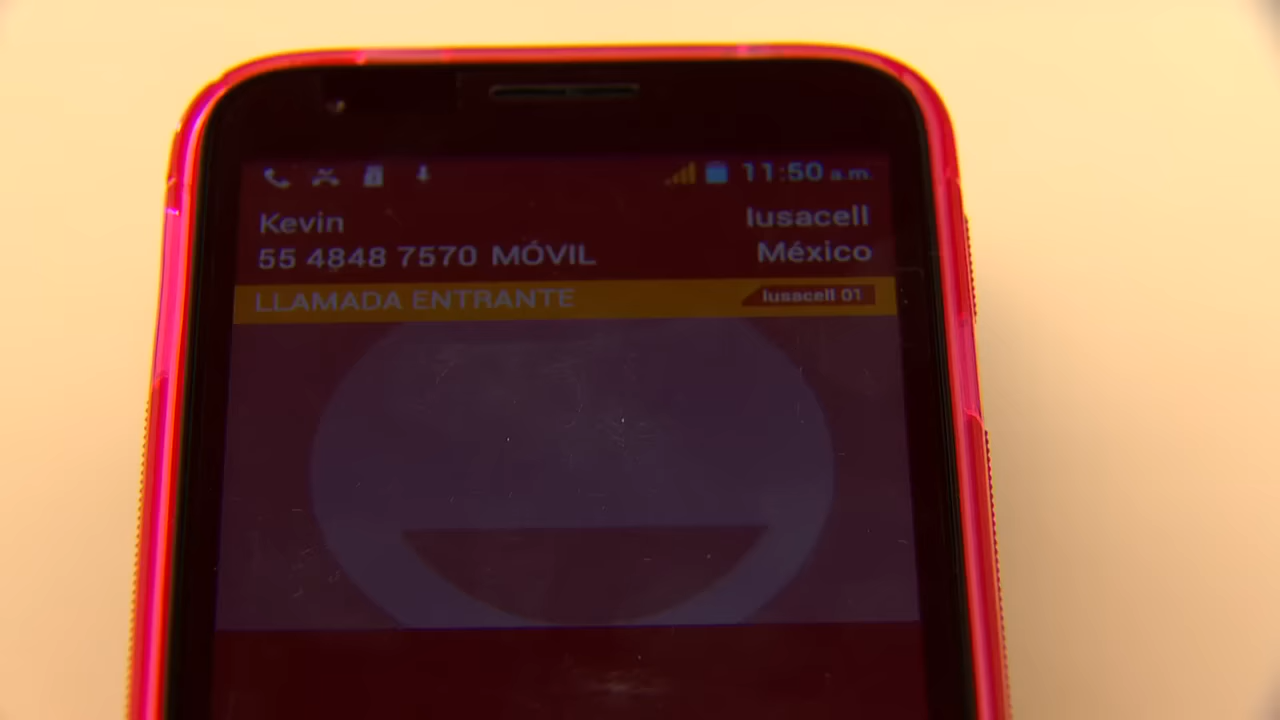 11:50 a.m.
Kevin Iusacell
55 4848 7570 MÓVIL México
LLAMADA ENTRANTE Iusacell 01